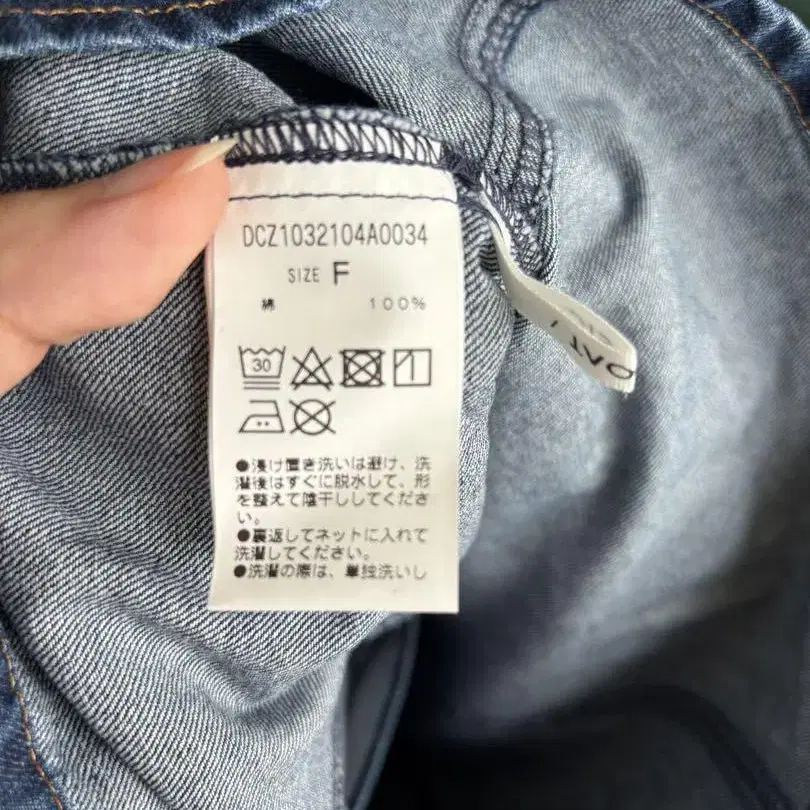 DCZ1032104A0034
SIZE F
綿 100%
30
●浸け置き洗いは避け、洗
濯後はすぐに脱水して、形
を整えて陰干ししてくださ
い。
●裏返してネットに入れて
洗濯してください。
●洗濯の際は、単独洗いし